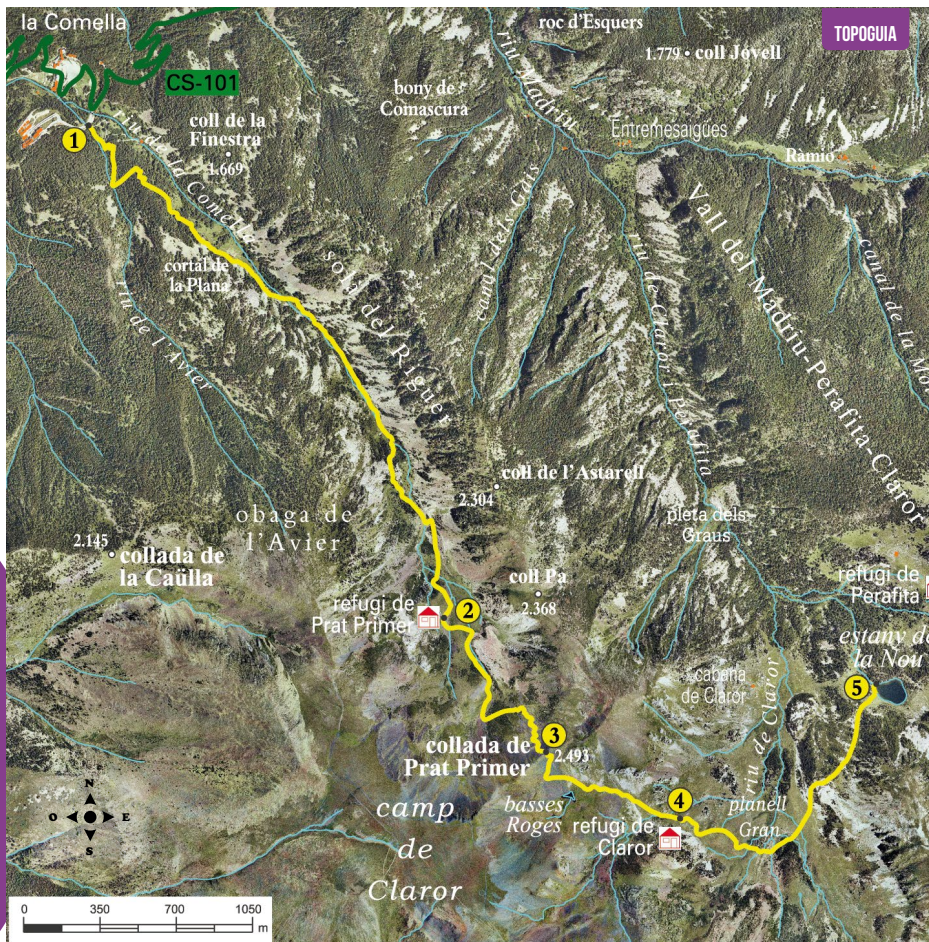 la Comella
roc d'Esquers
TOPOGUIA
1.779
coll Jovell
CS-101
riu Madriu
bony de
Comascura
coll de la
Finestra
1.669
1
riu de la Comella
Entremesaigües
Ràmio
canal dels Cais
Vall del Madriu-Perafita-Claror
riu de Claror i Perafita
canal de la
cortal de
la Plana
solà del Riguer
riu de l'Avier
coll de l'Astarell
2.304
obaga de
l'Avier
pleta dels
Graus
2.145
collada de
la Caülla
coll Pa
2.368
refugi de
Perafita
refugi de
Prat Primer
2
estany de
la Nou
5
cabana
de Claror
riu de Claror
3
2.493
collada de
Prat Primer
4
basses
Roges
planell
Gran
refugi de
Claror
camp
de
Claror
N
O
E
S
0
350
700
1050
m